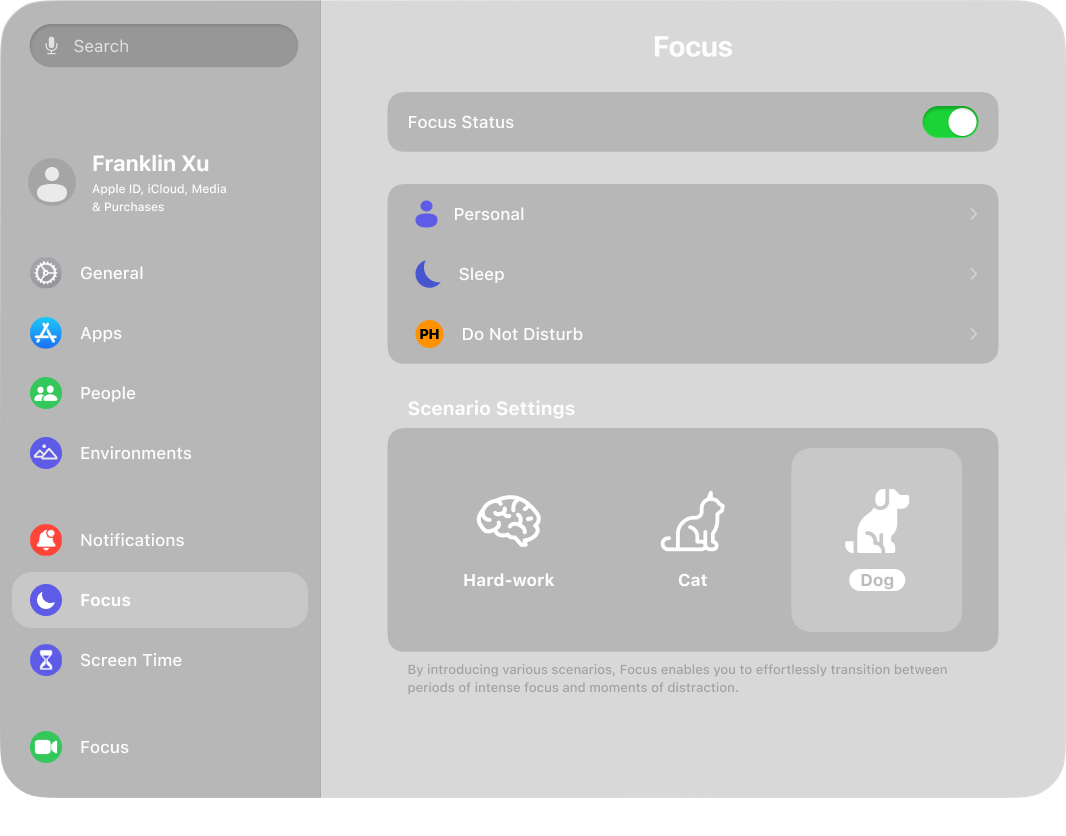 Search
Franklin Xu
Apple ID, iCloud, Media
& Purchases
General
Apps
People
Environments
Notifications
Focus
Screen Time
Focus
Focus
Focus Status
Personal
Sleep
PH Do Not Disturb
Scenario Settings
Hard-work
Cat
Dog
By introducing various scenarios, Focus enables you to effortlessly transition between
periods of intense focus and moments of distraction.